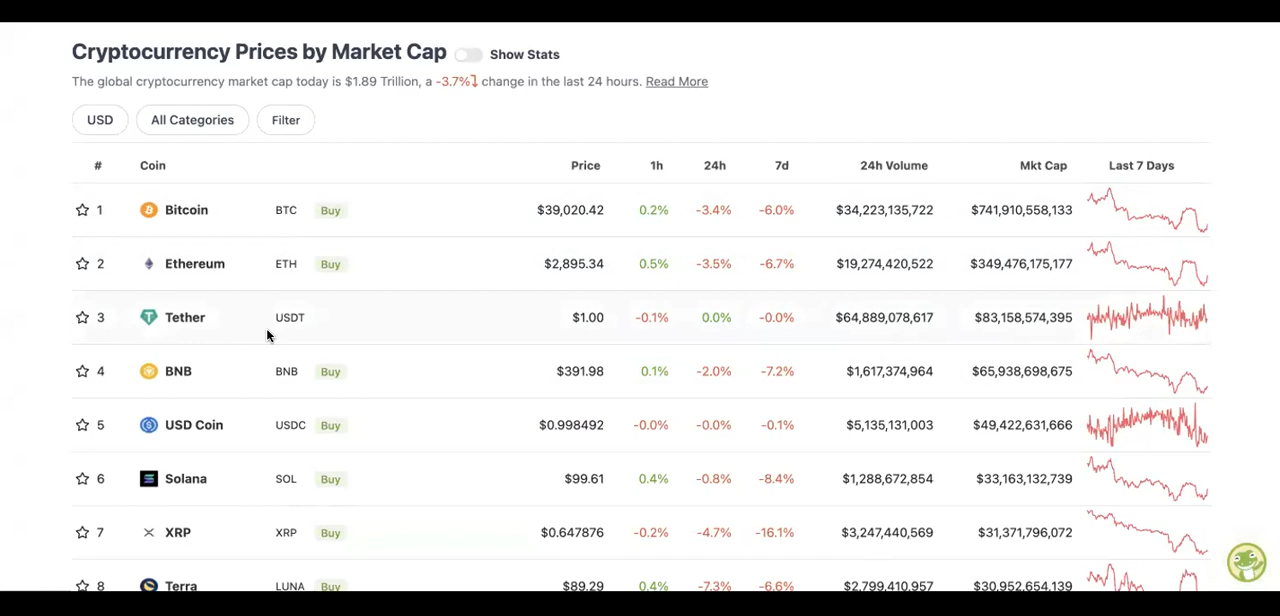 Cryptocurrency Prices by Market Cap Show Stats
The global cryptocurrency market cap today is $1.89 Trillion, a -3.7% change in the last 24 hours. Read More
USD All Categories Filter
# Coin Price 1h 24h 7d 24h Volume Mkt Cap Last 7 Days
1 Bitcoin BTC Buy $39,020.42 0.2% -3.4% -6.0% $34,223,135,722 $741,910,558,133
2 Ethereum ETH Buy $2,895.34 0.5% -3.5% -6.7% $19,274,420,522 $349,476,175,177
3 Tether USDT $1.00 -0.1% 0.0% -0.0% $64,889,078,617 $83,158,574,395
4 BNB BNB Buy $391.98 0.1% -2.0% -7.2% $1,617,374,964 $65,938,698,675
5 USD Coin USDC Buy $0.998492 -0.0% -0.0% -0.1% $5,135,131,003 $49,422,631,666
6 Solana SOL Buy $99.61 0.4% -0.8% -8.4% $1,288,672,854 $33,163,132,739
7 XRP XRP Buy $0.647876 -0.2% -4.7% -16.1% $3,247,440,569 $31,371,796,072
8 Terra LUNA Buy $89.29 0.4% -7.3% -6.6% $2,799,410,957 $30,952,654,139